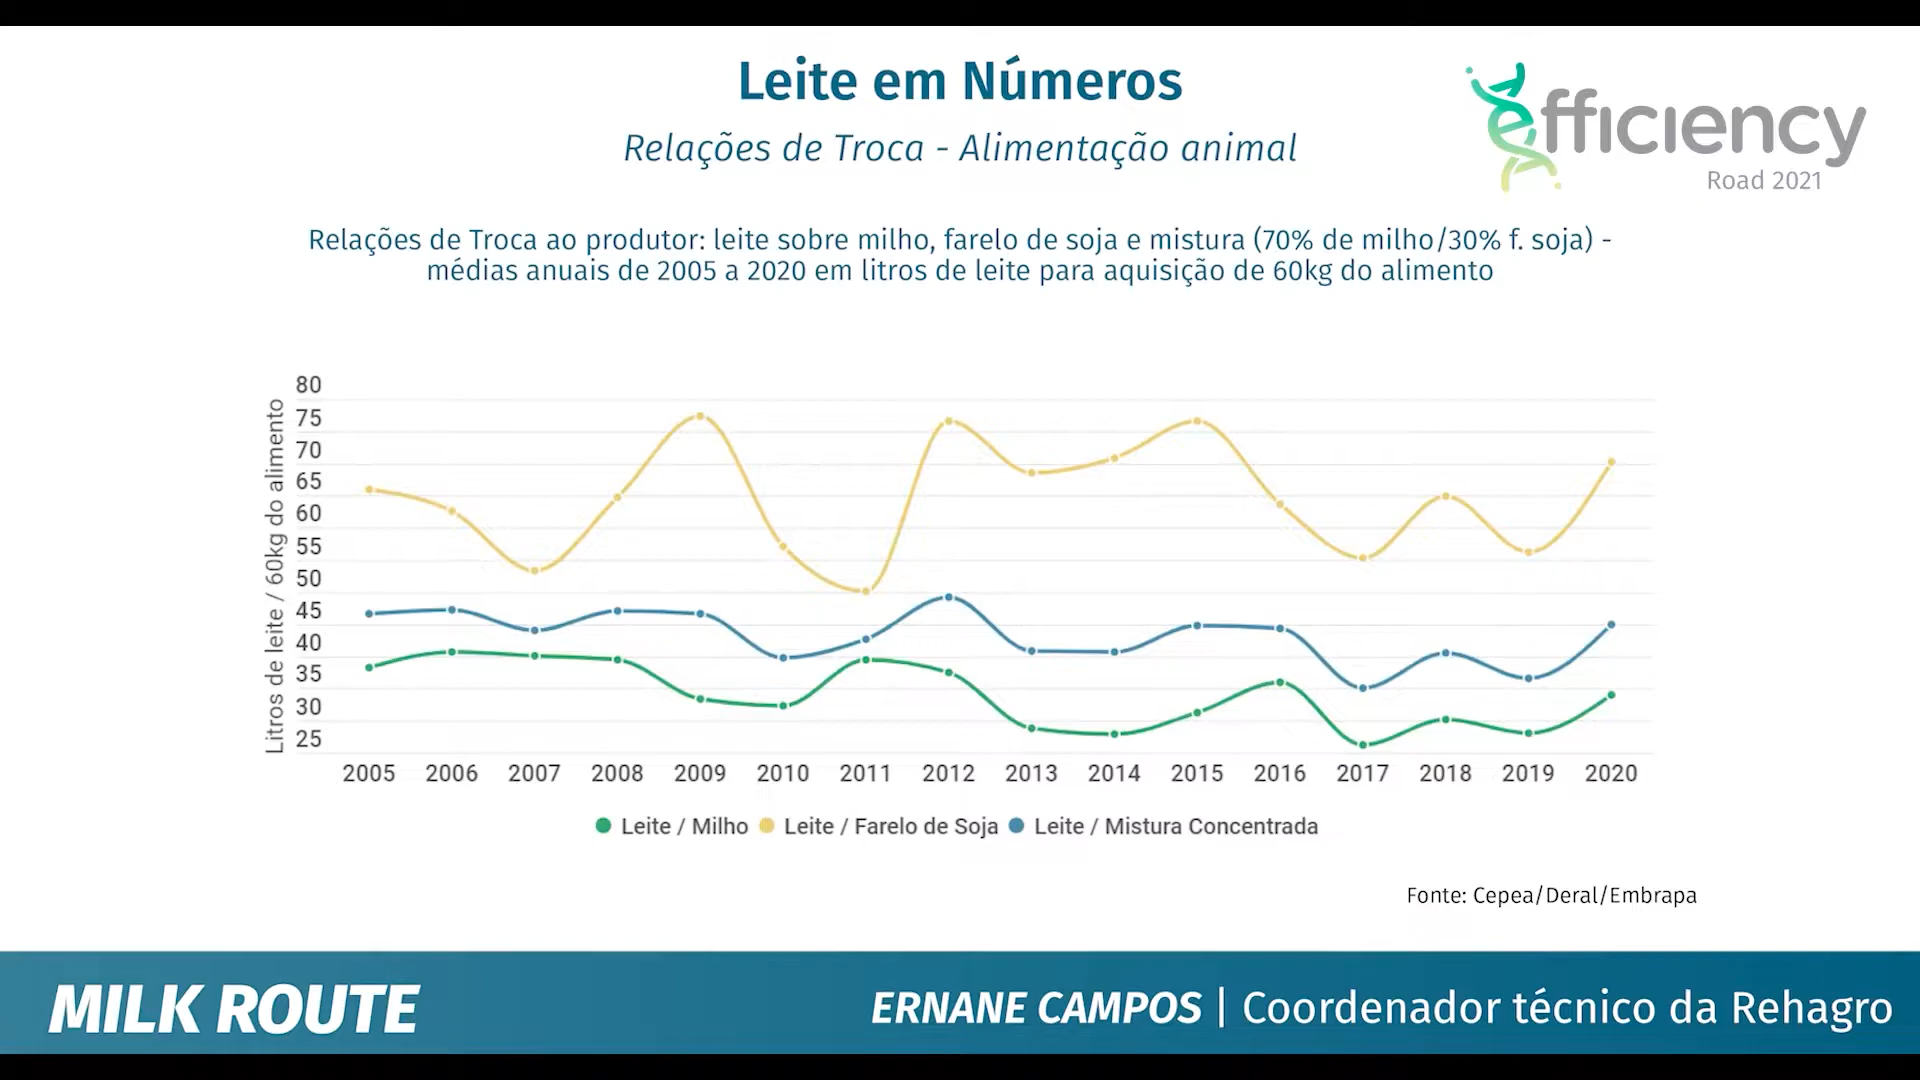 Leite em Números
Relações de Troca - Alimentação animal
efficiency
Road 2021
Relações de Troca ao produtor: leite sobre milho, farelo de soja e mistura (70% de milho/30% f. soja) -
médias anuais de 2005 a 2020 em litros de leite para aquisição de 60kg do alimento
Litros de leite / 60kg do alimento
80
75
70
65
60
55
50
45
40
35
30
25
2005 2006 2007 2008 2009 2010 2011 2012 2013 2014 2015 2016 2017 2018 2019 2020
Leite / Milho Leite / Farelo de Soja Leite / Mistura Concentrada
Fonte: Cepea/Deral/Embrapa
MILK ROUTE
ERNANE CAMPOS | Coordenador técnico da Rehagro